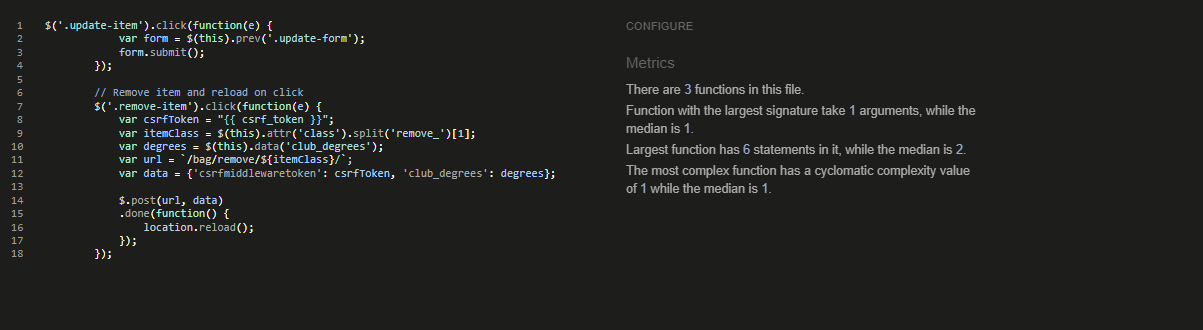 1 $('.update-item').click(function(e) {
2 var form = $(this).prev('.update-form');
3 form.submit();
4 });
5
6 // Remove item and reload on click
7 $('.remove-item').click(function(e) {
8 var csrfToken = "{{ csrf_token }}";
9 var itemClass = $(this).attr('class').split('remove_')[1];
10 var degrees = $(this).data('club_degrees');
11 var url = `/bag/remove/${itemClass}/`;
12 var data = {'csrfmiddlewaretoken': csrfToken, 'club_degrees': degrees};
13
14 $.post(url, data)
15 .done(function() {
16 location.reload();
17 });
18 });
CONFIGURE
Metrics
There are 3 functions in this file.
Function with the largest signature take 1 arguments, while the
median is 1.
Largest function has 6 statements in it, while the median is 2.
The most complex function has a cyclomatic complexity value
of 1 while the median is 1.